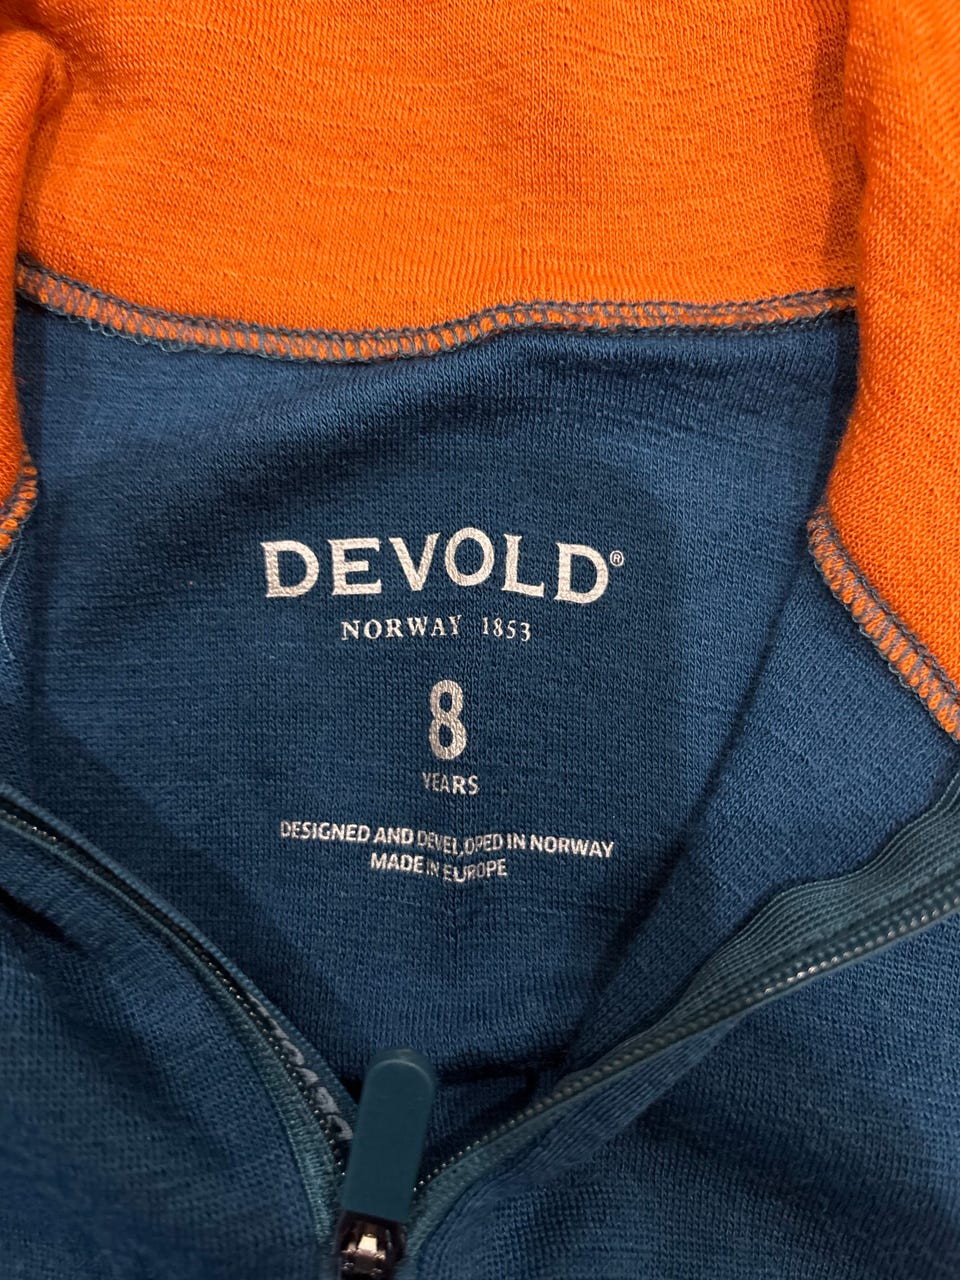 DEVOLD®
NORWAY 1853
8
YEARS
DESIGNED AND DEVELOPED IN NORWAY
MADE IN EUROPE